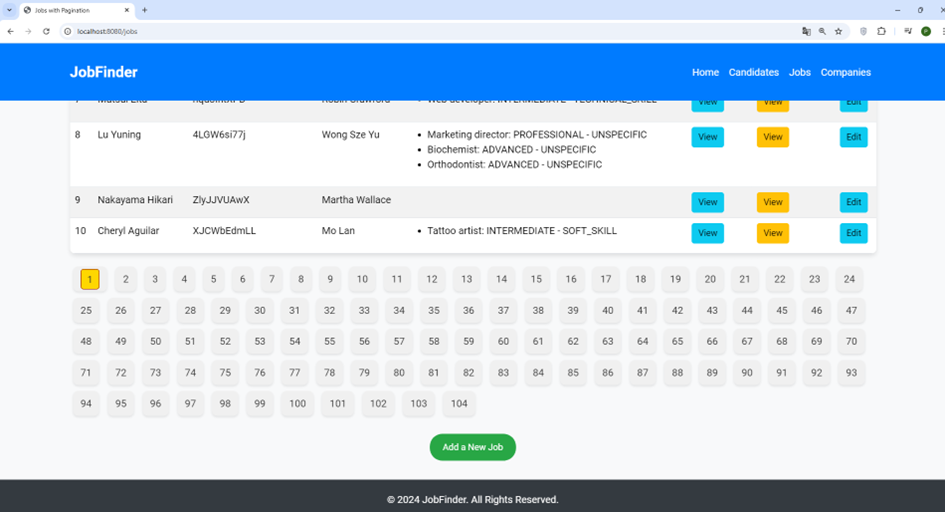 Jobs with Pagination
localhost:8080/jobs
JobFinder
Home Candidates Jobs Companies
View View Edit
8 Lu Yuning 4LGW6si77j Wong Sze Yu • Marketing director: PROFESSIONAL - UNSPECIFIC View View Edit
• Biochemist: ADVANCED - UNSPECIFIC
• Orthodontist: ADVANCED - UNSPECIFIC
9 Nakayama Hikari ZlyJJVUAwX Martha Wallace View View Edit
10 Cheryl Aguilar XJCWbEdmLL Mo Lan • Tattoo artist: INTERMEDIATE - SOFT_SKILL View View Edit
1 2 3 4 5 6 7 8 9 10 11 12 13 14 15 16 17 18 19 20 21 22 23 24
25 26 27 28 29 30 31 32 33 34 35 36 37 38 39 40 41 42 43 44 45 46 47
48 49 50 51 52 53 54 55 56 57 58 59 60 61 62 63 64 65 66 67 68 69 70
71 72 73 74 75 76 77 78 79 80 81 82 83 84 85 86 87 88 89 90 91 92 93
94 95 96 97 98 99 100 101 102 103 104
Add a New Job
© 2024 JobFinder. All Rights Reserved.